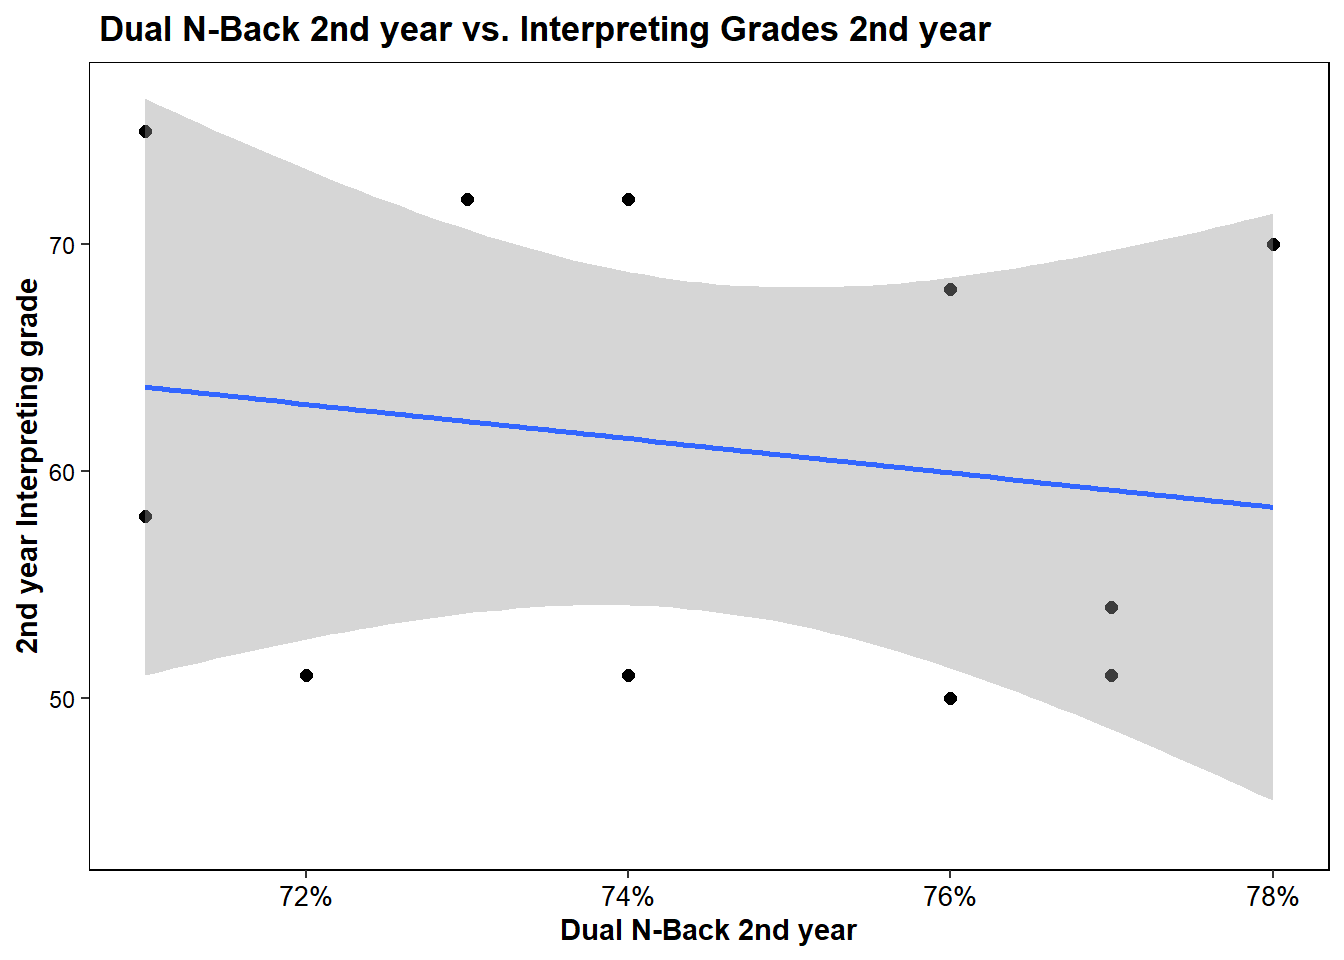 Dual N-Back 2nd year vs. Interpreting Grades 2nd year
2nd year Interpreting grade
70
60
50
72% 74% 76% 78%
Dual N-Back 2nd year